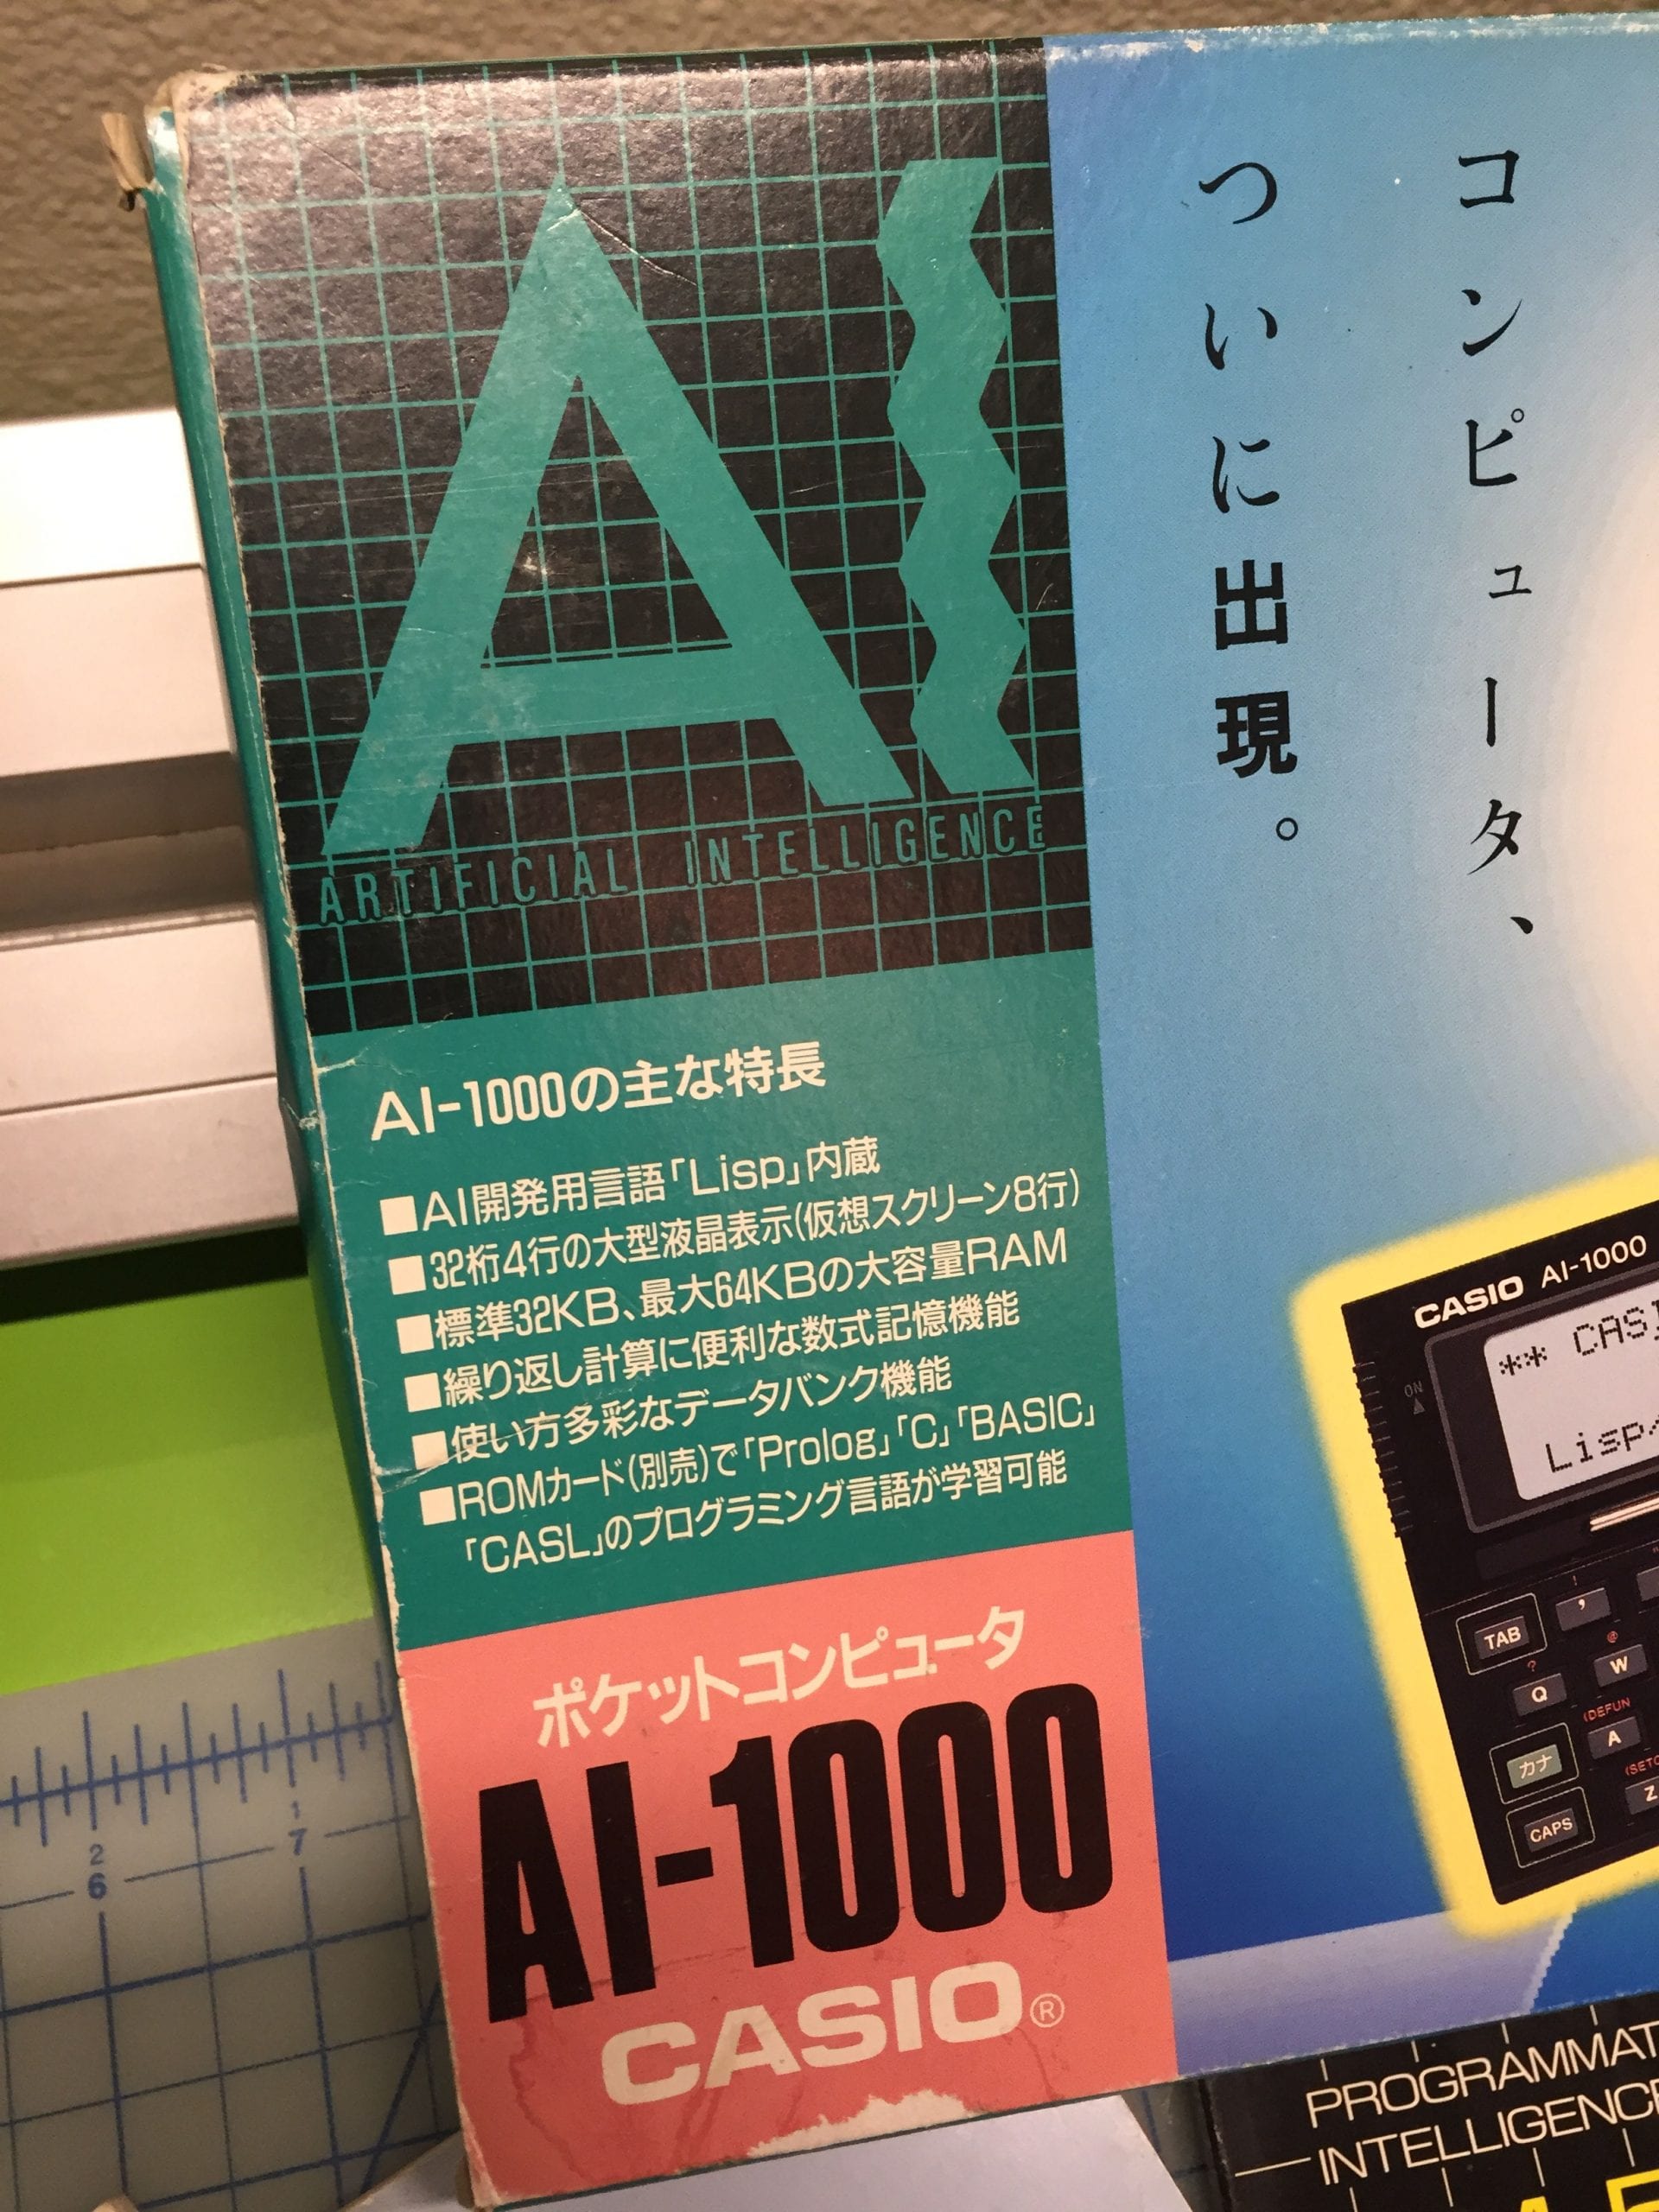 コンピュータ、
ついに出現。
AI
ARTIFICIAL INTELLIGENCE
AI-1000の主な特長
■AI開発用言語「Lisp」内蔵
■32桁4行の大型液晶表示(仮想スクリーン8行)
■標準32KB、最大64KBの大容量RAM
■繰り返し計算に便利な数式記憶機能
■使い方多彩なデータバンク機能
■ROMカード(別売)で「Prolog」「C」「BASIC」
「CASL」のプログラミング言語が学習可能
ポケットコンピュータ
AI-1000
CASIO®
CASIO AI-1000
** CASI
Lisp
ON
TAB
!
,
?
@
Q
W
(DEFUN
カナ
A
Z
CAPS
26
6
17
7
PROGRAMMAT
INTELLIGENCE